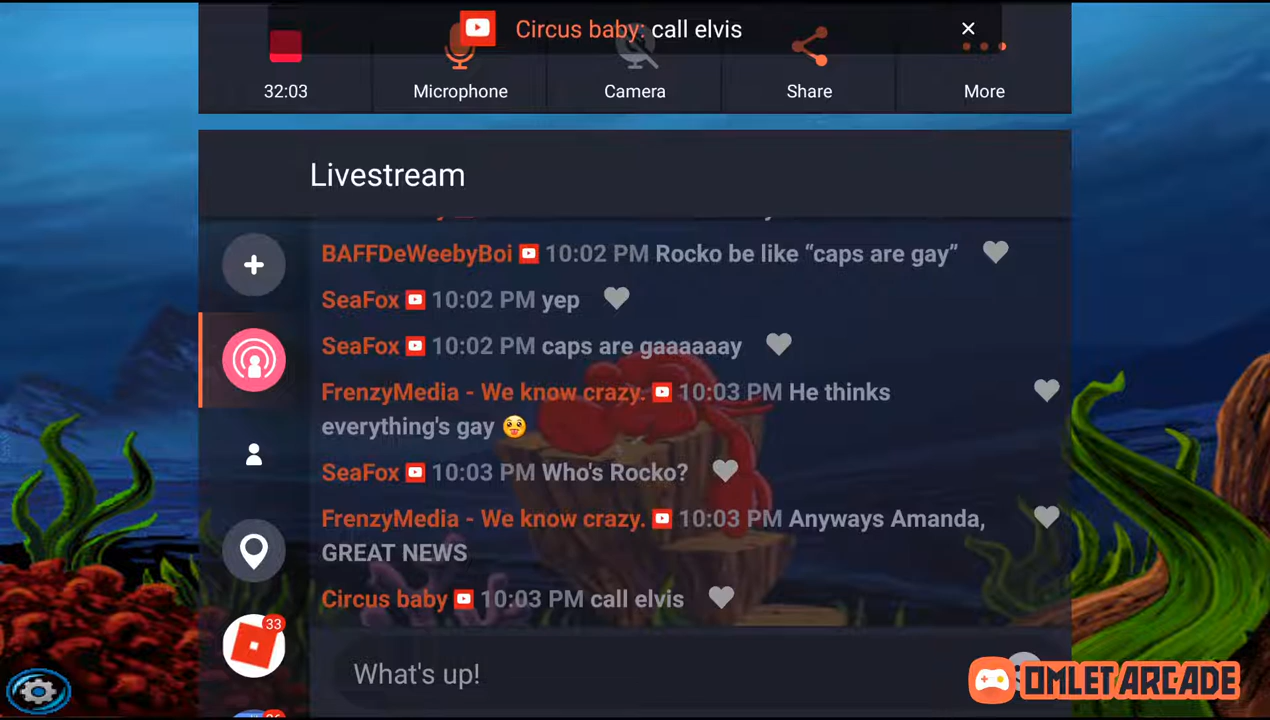 Circus baby: call elvis
32:03
Microphone
Camera
Share
More
Livestream
BAFFDeWeebyBoi 10:02 PM Rocko be like “caps are gay”
SeaFox 10:02 PM yep
SeaFox 10:02 PM caps are gaaaaaay
FrenzyMedia - We know crazy. 10:03 PM He thinks
everything's gay
SeaFox 10:03 PM Who's Rocko?
FrenzyMedia - We know crazy. 10:03 PM Anyways Amanda,
GREAT NEWS
Circus baby 10:03 PM call elvis
33
What's up!
OMLET ARCADE